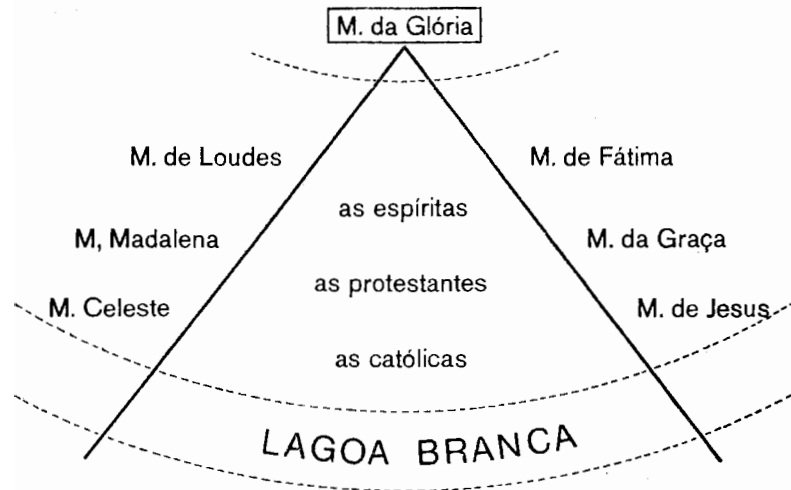 M. da Glória
M. de Loudes
M. de Fátima
as espíritas
M, Madalena
M. da Graça
as protestantes
M. Celeste
M. de Jesus
as católicas
LAGOA BRANCA